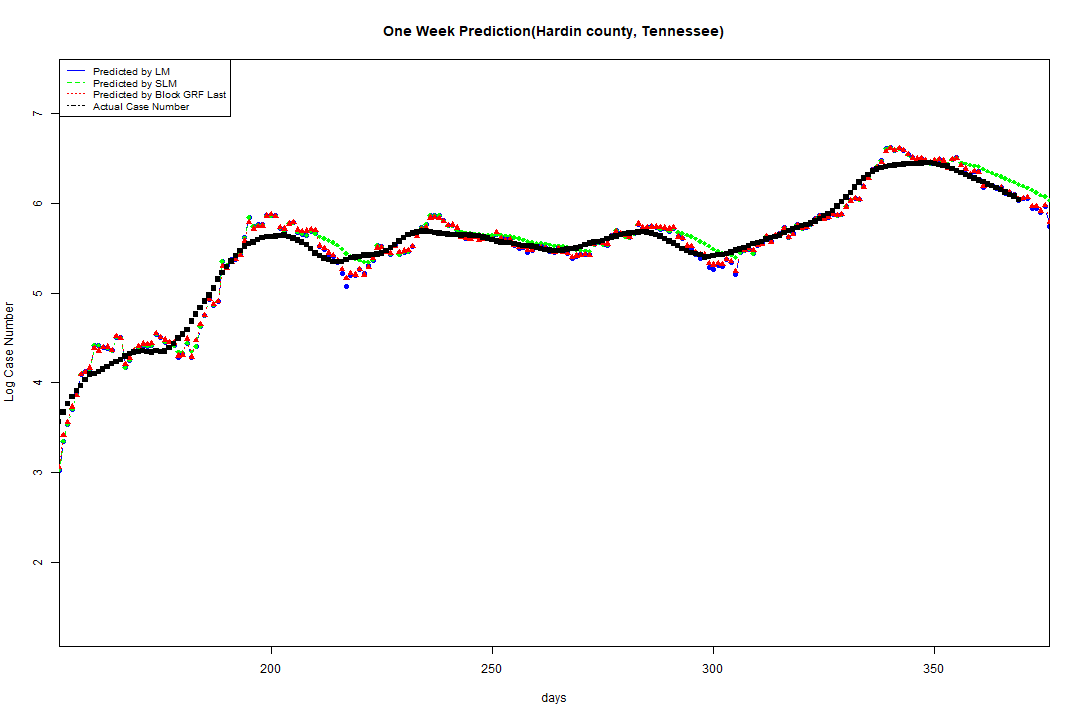 One Week Prediction(Hardin county, Tennessee)
Predicted by LM
Predicted by SLM
Predicted by Block GRF Last
Actual Case Number
7
6
5
4
3
2
Log Case Number
200 250 300 350
days